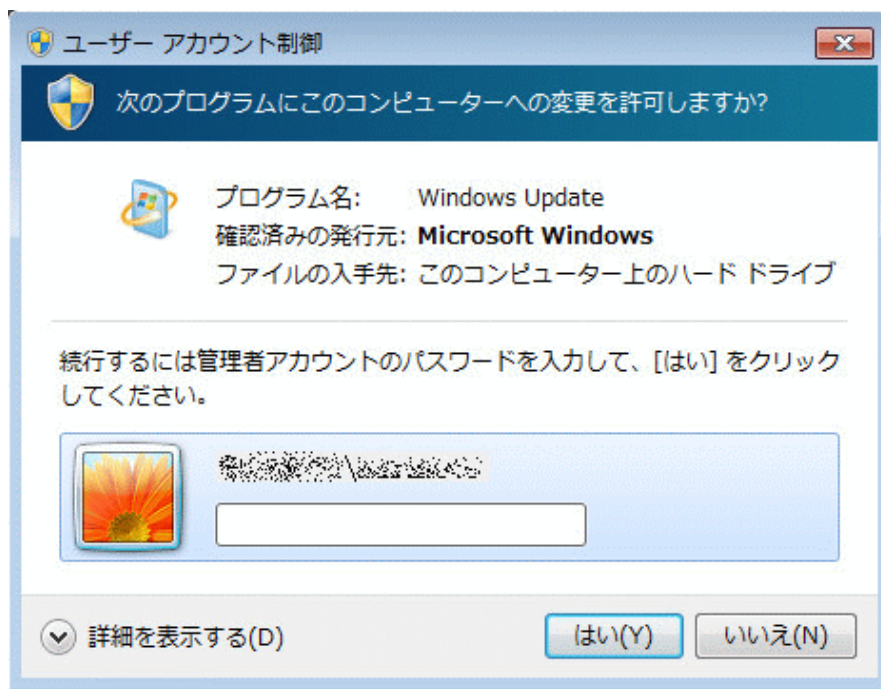 ユーザー アカウント制御
次のプログラムにこのコンピューターへの変更を許可しますか?
プログラム名: Windows Update
確認済みの発行元: Microsoft Windows
ファイルの入手先: このコンピューター上のハード ドライブ
続行するには管理者アカウントのパスワードを入力して、[はい] をクリック
してください。
詳細を表示する(D)
はい(Y)
いいえ(N)